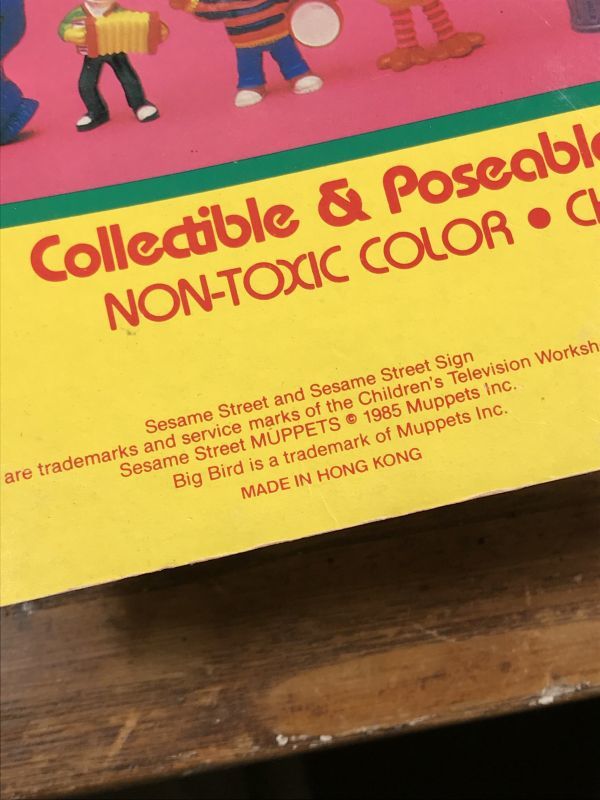 Collectible & Poseable
NON-TOXIC COLOR • CH
Sesame Street and Sesame Street Sign
are trademarks and service marks of the Children's Television Worksh
Sesame Street MUPPETS © 1985 Muppets Inc.
Big Bird is a trademark of Muppets Inc.
MADE IN HONG KONG